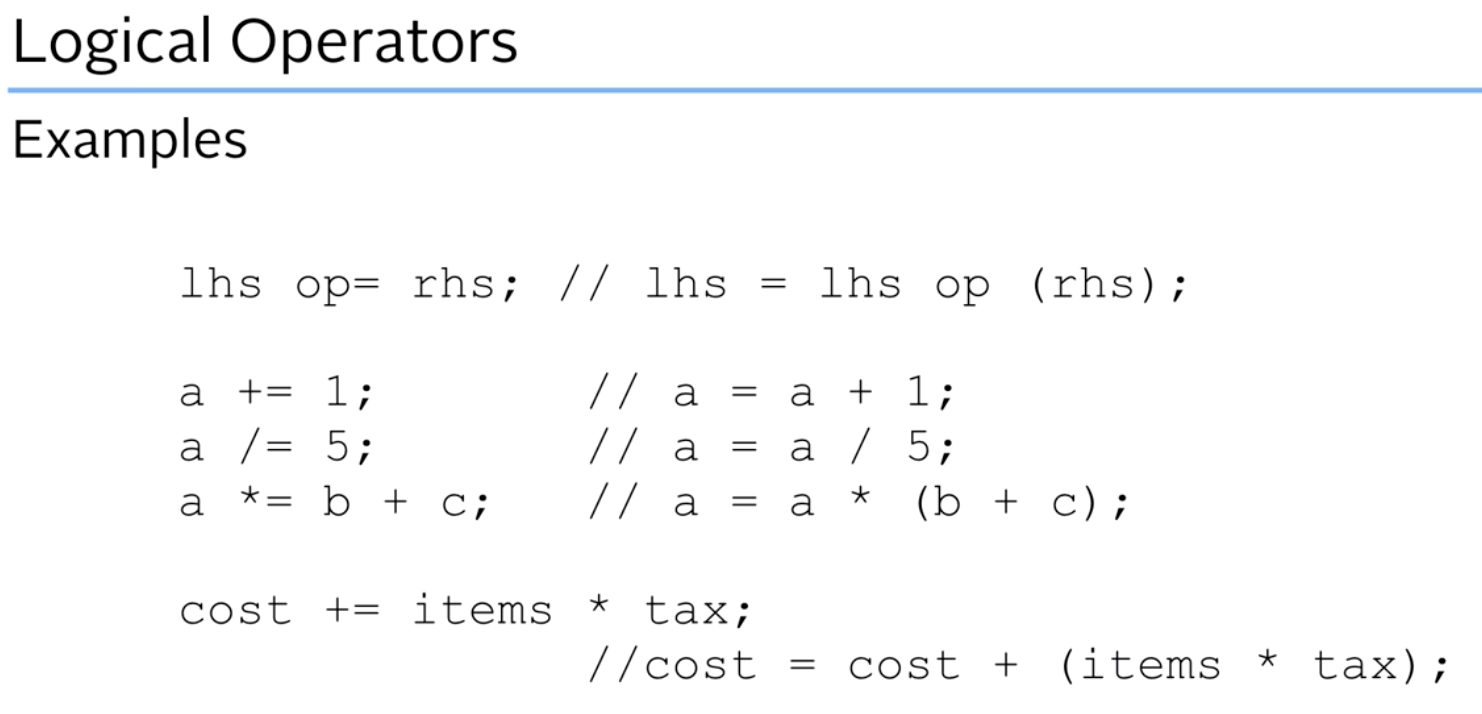 Logical Operators
Examples
lhs op= rhs; // lhs = lhs op (rhs);
a += 1; // a = a + 1;
a /= 5; // a = a / 5;
a *= b + c; // a = a * (b + c);
cost += items * tax;
//cost = cost + (items * tax);